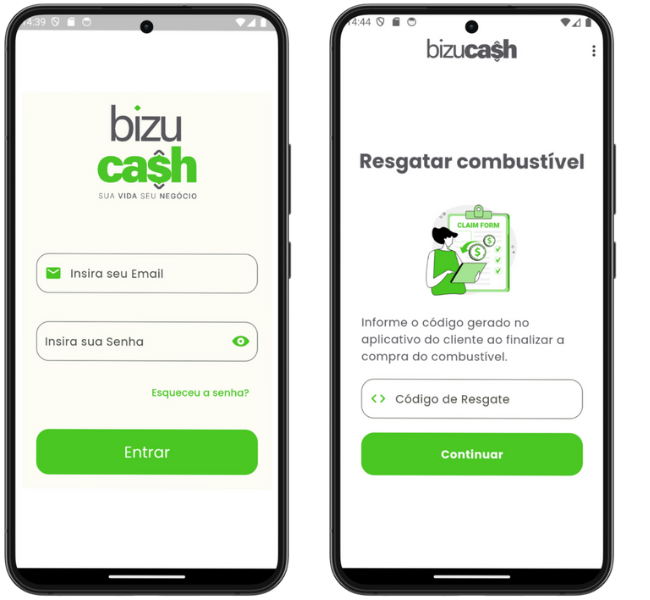 4:39
bizu
cash
SUA VIDA SEU NEGÓCIO
Insira seu Email
Insira sua Senha
Esqueceu a senha?
Entrar
4:44
bizucash
Resgatar combustível
CLAIM FORM
Informe o código gerado no
aplicativo do cliente ao finalizar a
compra do combustível.
Código de Resgate
Continuar